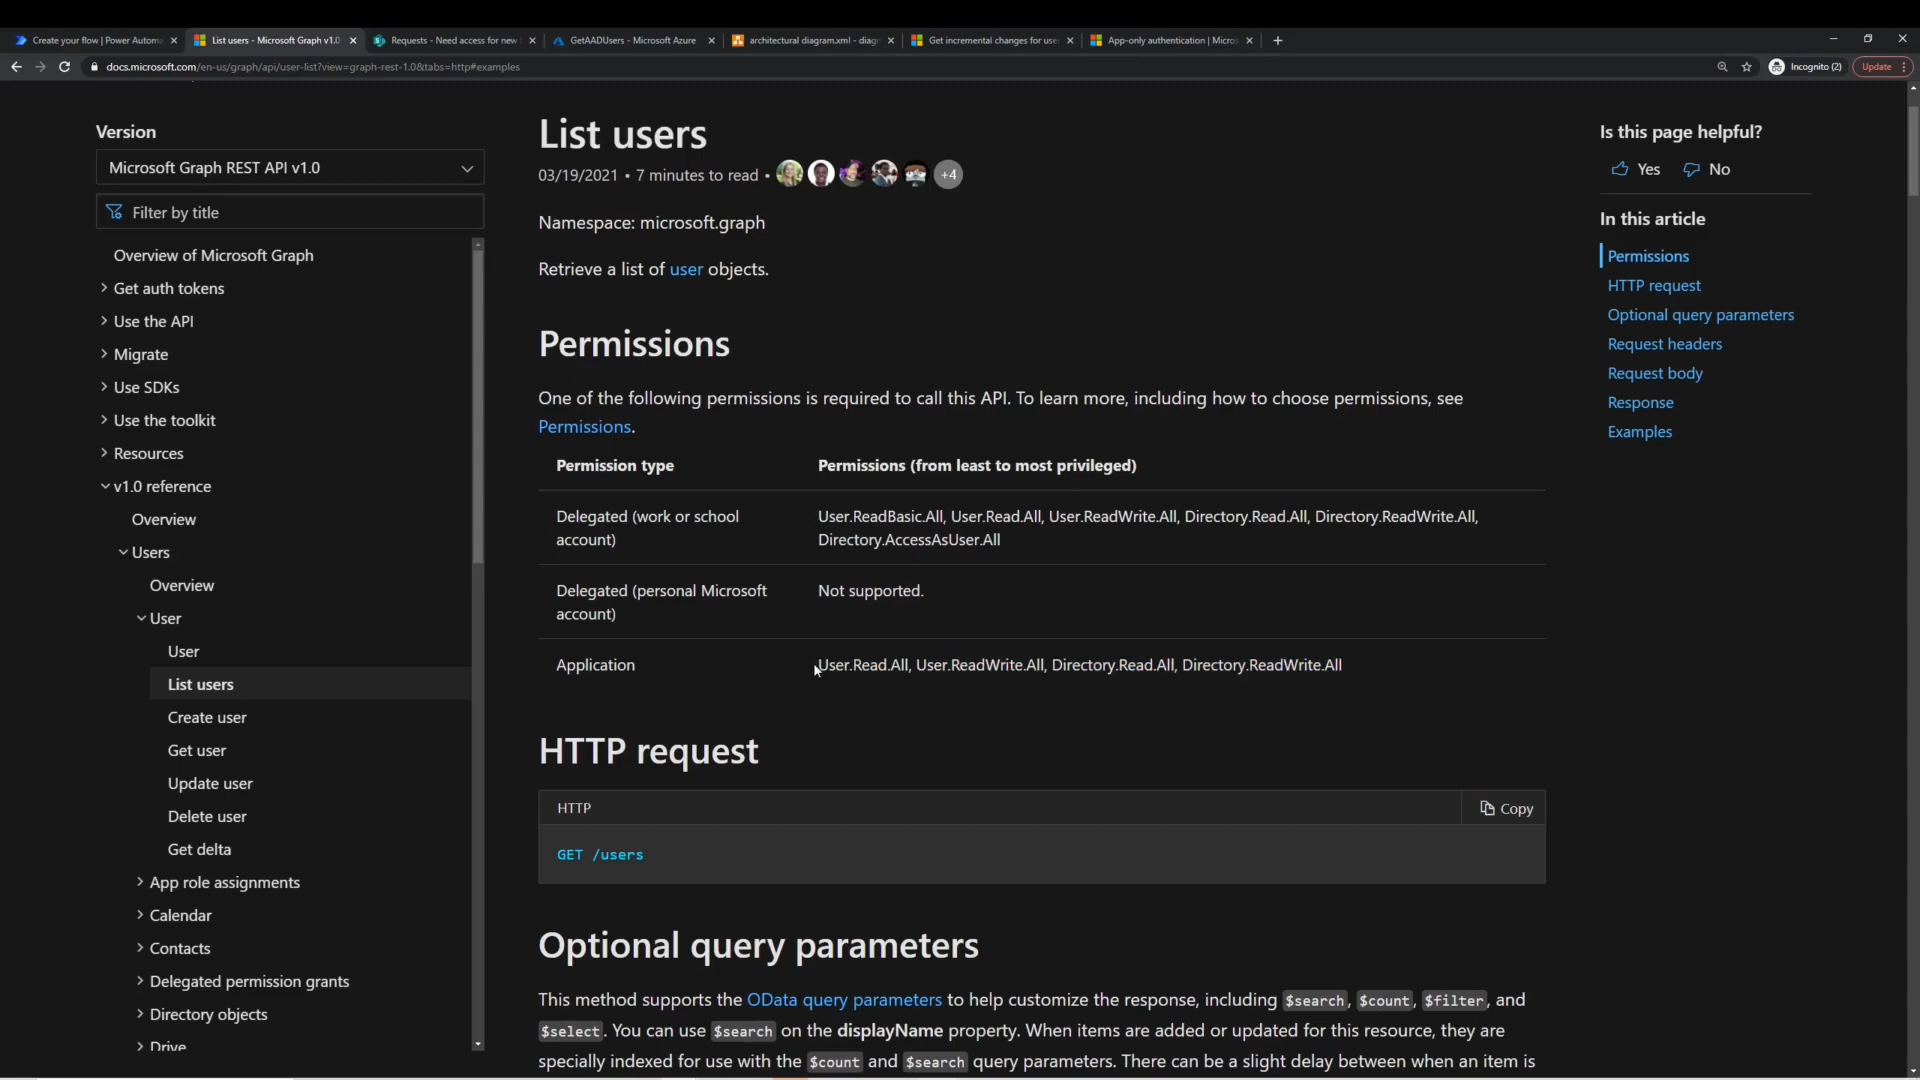 Create your flow | Power Automa
List users - Microsoft Graph v1.0
Requests - Need access for new
GetAADUsers - Microsoft Azure
architectural diagram.xml - diag
Get incremental changes for use
App-only authentication | Micros
docs.microsoft.com/en-us/graph/api/user-list?view=graph-rest-1.0&tabs=http#examples
Incognito (2)
Update
Version
Microsoft Graph REST API v1.0
Filter by title
Overview of Microsoft Graph
Get auth tokens
Use the API
Migrate
Use SDKs
Use the toolkit
Resources
v1.0 reference
Overview
Users
Overview
User
User
List users
Create user
Get user
Update user
Delete user
Get delta
App role assignments
Calendar
Contacts
Delegated permission grants
Directory objects
Drive
List users
03/19/2021 • 7 minutes to read • +4
Namespace: microsoft.graph
Retrieve a list of user objects.
Permissions
One of the following permissions is required to call this API. To learn more, including how to choose permissions, see
Permissions.
Permission type Permissions (from least to most privileged)
Delegated (work or school User.ReadBasic.All, User.Read.All, User.ReadWrite.All, Directory.Read.All, Directory.ReadWrite.All,
account) Directory.AccessAsUser.All
Delegated (personal Microsoft Not supported.
account)
Application User.Read.All, User.ReadWrite.All, Directory.Read.All, Directory.ReadWrite.All
HTTP request
HTTP Copy
GET /users
Optional query parameters
This method supports the OData query parameters to help customize the response, including $search, $count, $filter, and
$select. You can use $search on the displayName property. When items are added or updated for this resource, they are
specially indexed for use with the $count and $search query parameters. There can be a slight delay between when an item is
Is this page helpful?
Yes No
In this article
Permissions
HTTP request
Optional query parameters
Request headers
Request body
Response
Examples